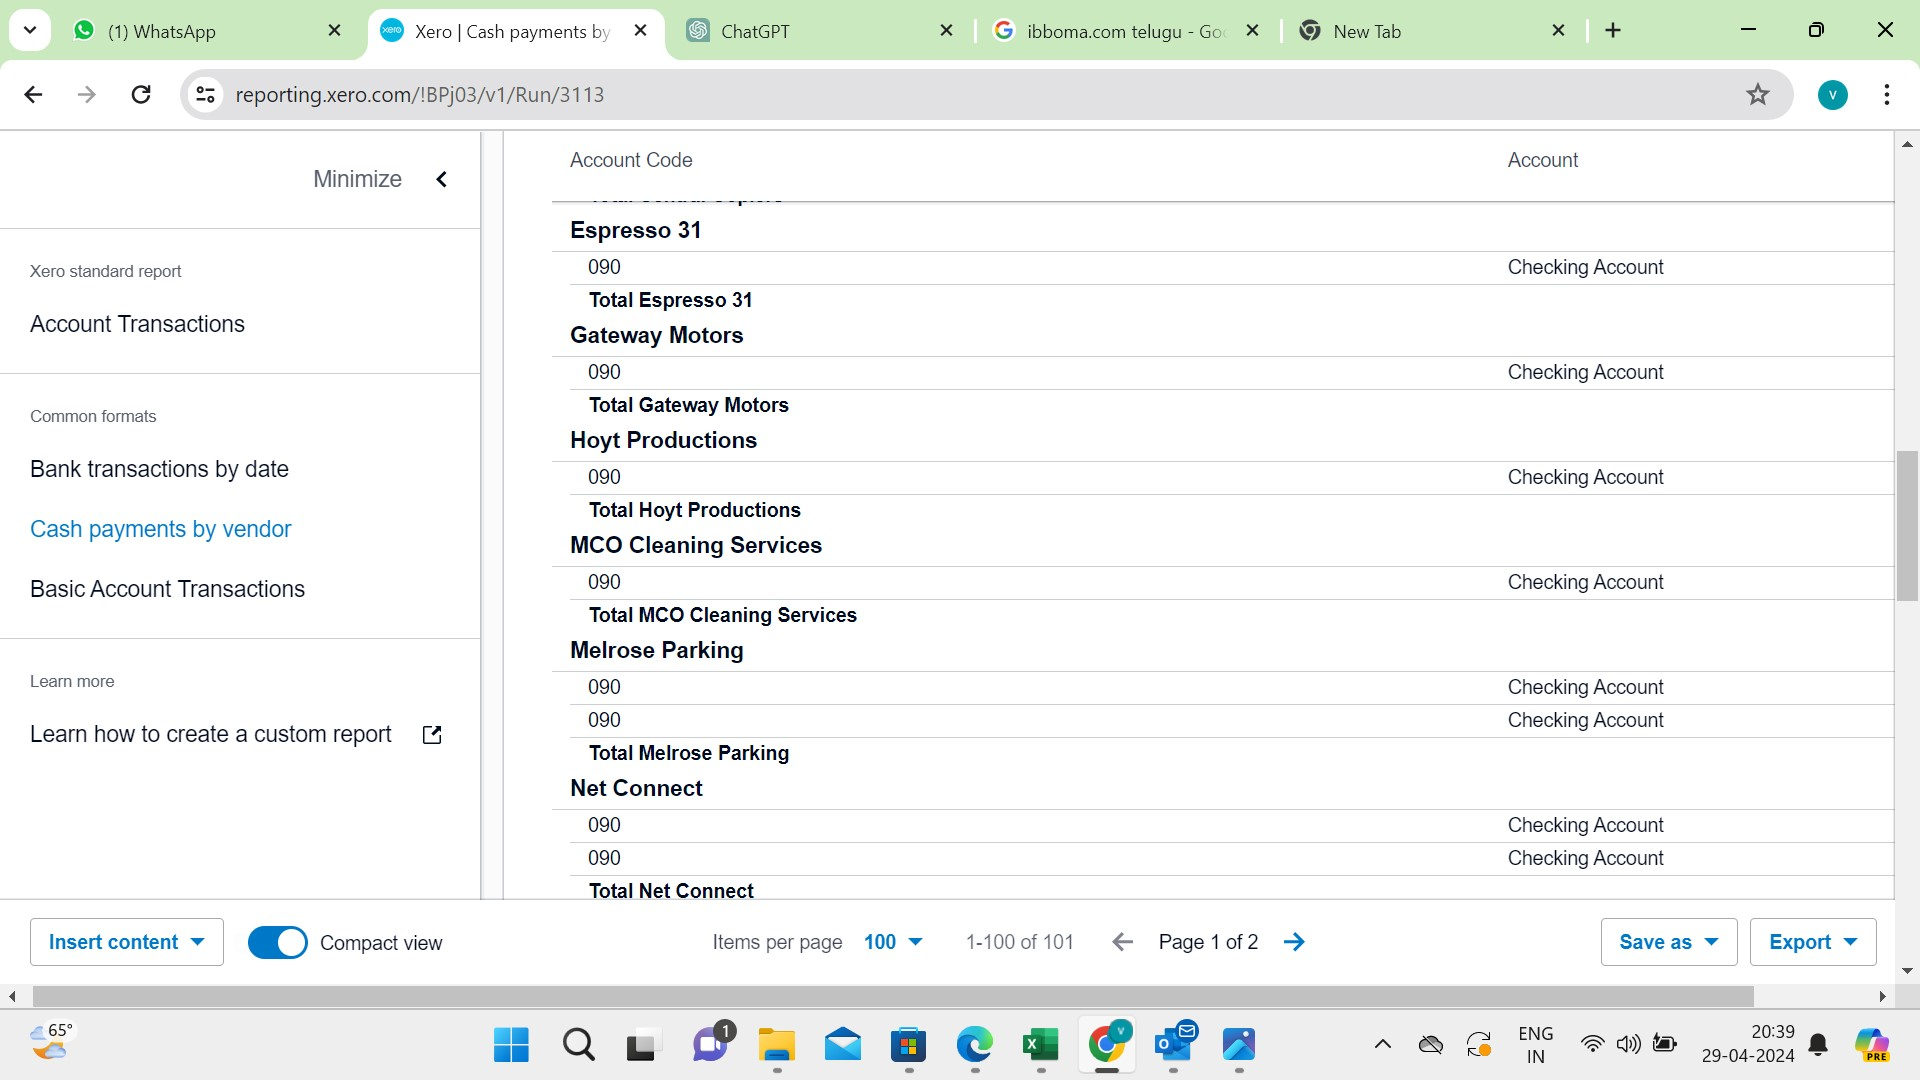 (1) WhatsApp
Xero | Cash payments by
ChatGPT
ibboma.com telugu - Goo
New Tab
reporting.xero.com/!BPj03/v1/Run/3113
V
Minimize
Xero standard report
Account Transactions
Common formats
Bank transactions by date
Cash payments by vendor
Basic Account Transactions
Learn more
Learn how to create a custom report
Account Code Account
Espresso 31
090 Checking Account
Total Espresso 31
Gateway Motors
090 Checking Account
Total Gateway Motors
Hoyt Productions
090 Checking Account
Total Hoyt Productions
MCO Cleaning Services
090 Checking Account
Total MCO Cleaning Services
Melrose Parking
090 Checking Account
090 Checking Account
Total Melrose Parking
Net Connect
090 Checking Account
090 Checking Account
Total Net Connect
Insert content Compact view Items per page 100 1-100 of 101 Page 1 of 2 Save as Export
65°
1
ENG
IN
20:39
29-04-2024
PRE